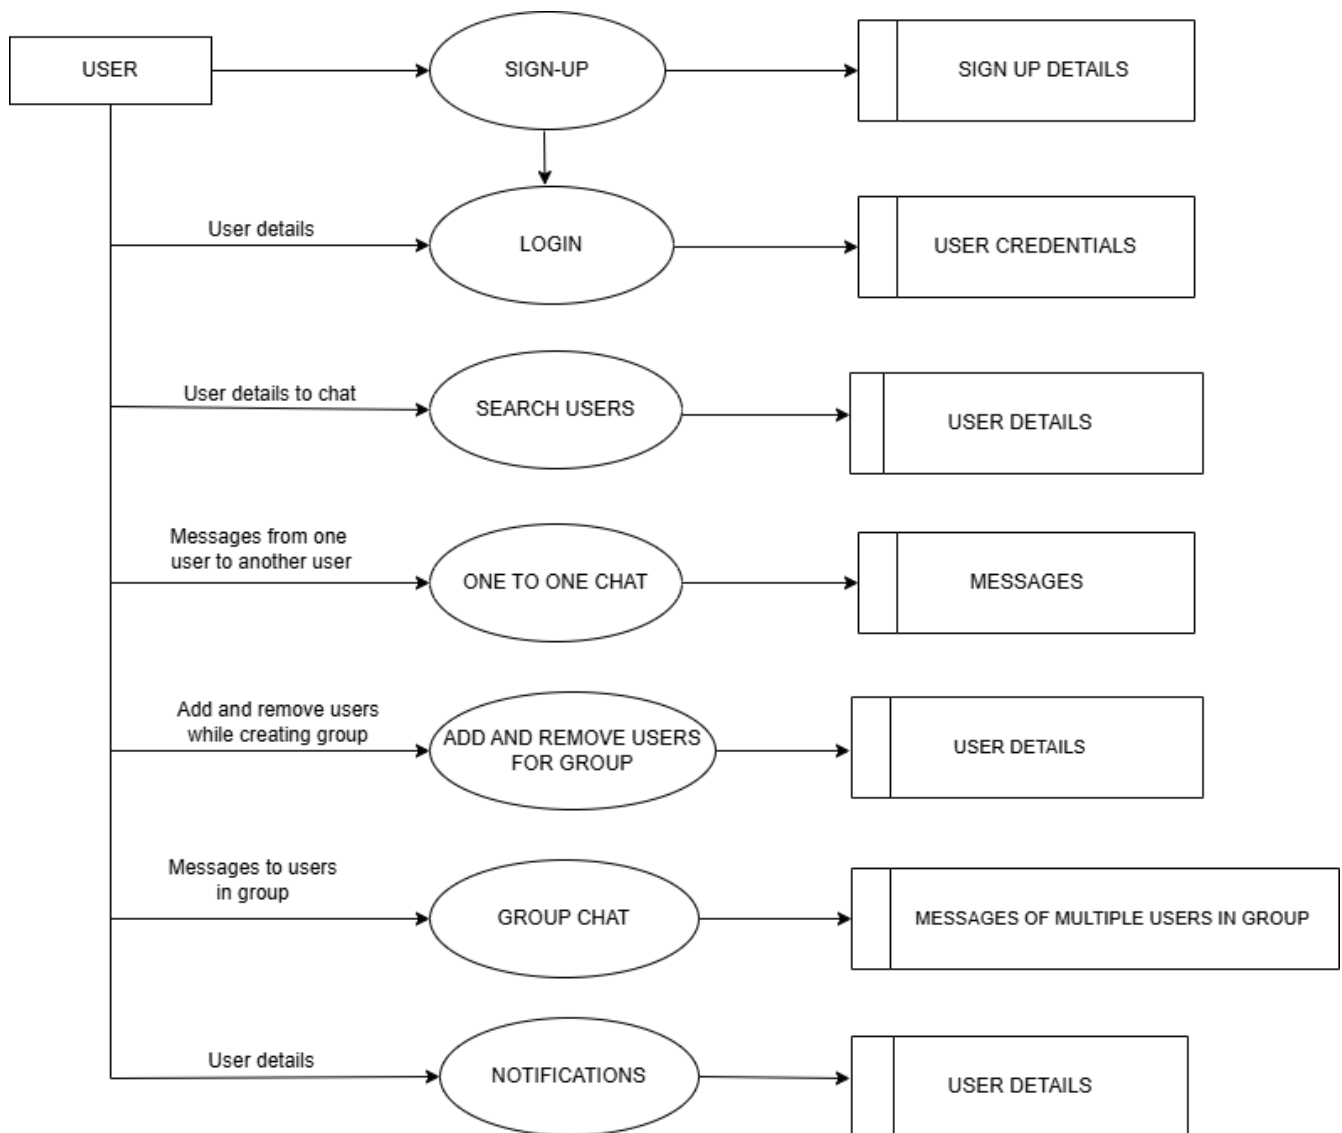 USER
SIGN-UP
SIGN UP DETAILS
User details
LOGIN
USER CREDENTIALS
User details to chat
SEARCH USERS
USER DETAILS
Messages from one
user to another user
ONE TO ONE CHAT
MESSAGES
Add and remove users
while creating group
ADD AND REMOVE USERS
FOR GROUP
USER DETAILS
Messages to users
in group
GROUP CHAT
MESSAGES OF MULTIPLE USERS IN GROUP
User details
NOTIFICATIONS
USER DETAILS